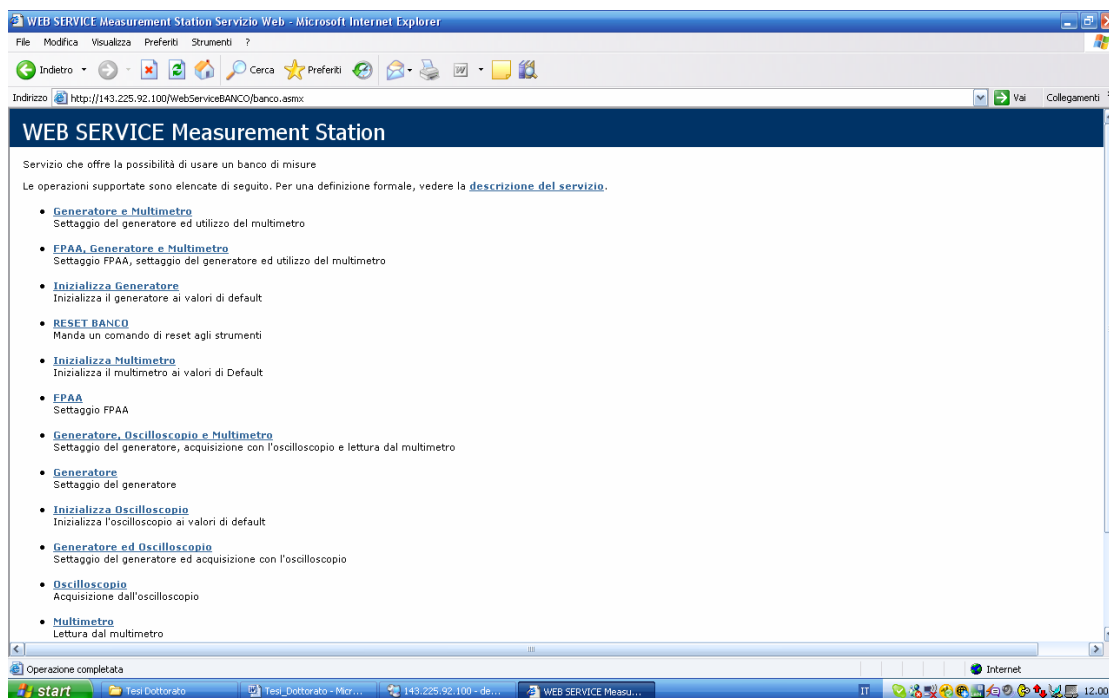 WEB SERVICE Measurement Station Servizio Web - Microsoft Internet Explorer
File Modifica Visualizza Preferiti Strumenti ?
Indietro Cerca Preferiti
Indirizzo http://143.225.92.100/WebServiceBANCO/banco.asmx Vai Collegamenti
WEB SERVICE Measurement Station
Servizio che offre la possibilità di usare un banco di misure
Le operazioni supportate sono elencate di seguito. Per una definizione formale, vedere la descrizione del servizio.
• Generatore e Multimetro
Settaggio del generatore ed utilizzo del multimetro
• FPAA, Generatore e Multimetro
Settaggio FPAA, settaggio del generatore ed utilizzo del multimetro
• Inizializza Generatore
Inizializza il generatore ai valori di default
• RESET BANCO
Manda un comando di reset agli strumenti
• Inizializza Multimetro
Inizializza il multimetro ai valori di Default
• FPAA
Settaggio FPAA
• Generatore, Oscilloscopio e Multimetro
Settaggio del generatore, acquisizione con l'oscilloscopio e lettura dal multimetro
• Generatore
Settaggio del generatore
• Inizializza Oscilloscopio
Inizializza l'oscilloscopio ai valori di default
• Generatore ed Oscilloscopio
Settaggio del generatore ed acquisizione con l'oscilloscopio
• Oscilloscopio
Acquisizione dall'oscilloscopio
• Multimetro
Lettura dal multimetro
Operazione completata Internet
start Tesi Dottorato Tesi_Dottorato - Micr... 143.225.92.100 - de... WEB SERVICE Measu... IT 12.00